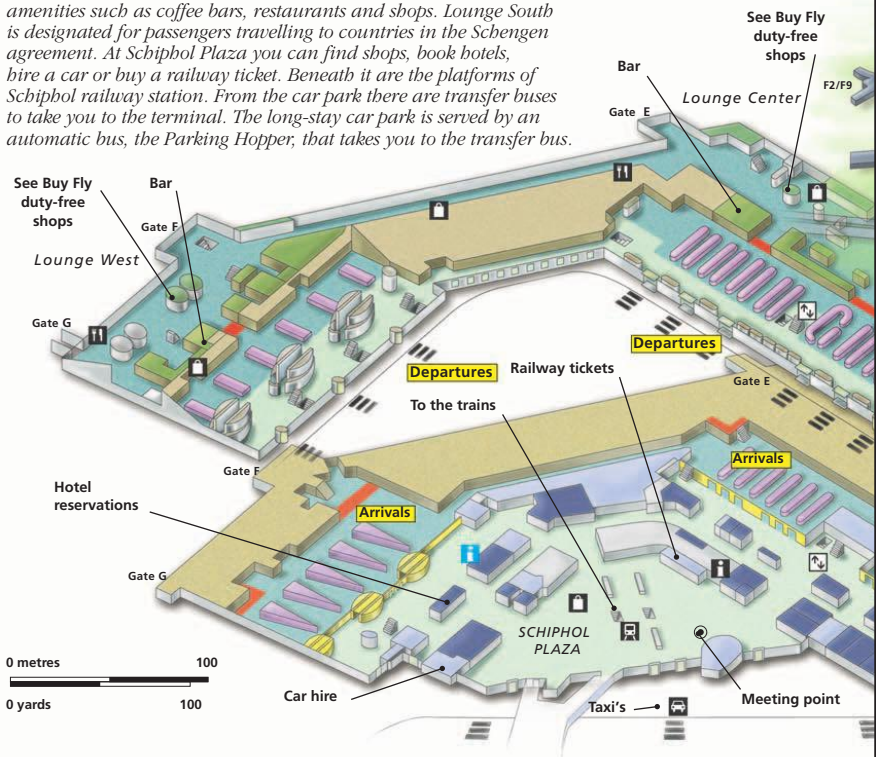 amenities such as coffee bars, restaurants and shops. Lounge South
is designated for passengers travelling to countries in the Schengen
agreement. At Schiphol Plaza you can find shops, book hotels,
hire a car or buy a railway ticket. Beneath it are the platforms of
Schiphol railway station. From the car park there are transfer buses
to take you to the terminal. The long-stay car park is served by an
automatic bus, the Parking Hopper, that takes you to the transfer bus.
See Buy Fly
duty-free
shops
Bar
Lounge Center
F2/F9
Gate E
See Buy Fly
duty-free
shops
Bar
Gate F
Lounge West
Gate G
Departures
Departures
Railway tickets
To the trains
Gate E
Arrivals
Gate F
Hotel
reservations
Arrivals
Gate G
SCHIPHOL
PLAZA
0 metres 100
0 yards 100
Car hire
Taxi's
Meeting point